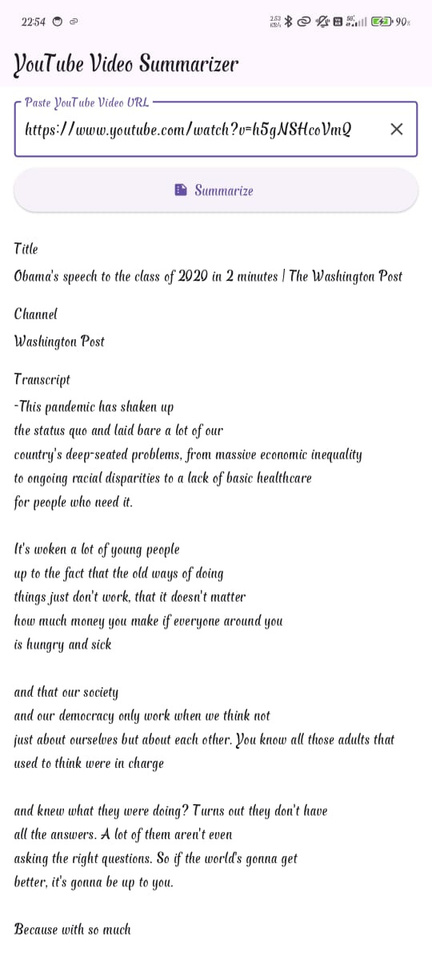 22:54
90%
YouTube Video Summarizer
Paste YouTube Video URL
https://www.youtube.com/watch?v=h5gNSHcoVmQ
Summarize
Title
Obama's speech to the class of 2020 in 2 minutes | The Washington Post
Channel
Washington Post
Transcript
-This pandemic has shaken up
the status quo and laid bare a lot of our
country's deep-seated problems, from massive economic inequality
to ongoing racial disparities to a lack of basic healthcare
for people who need it.
It's woken a lot of young people
up to the fact that the old ways of doing
things just don't work, that it doesn't matter
how much money you make if everyone around you
is hungry and sick
and that our society
and our democracy only work when we think not
just about ourselves but about each other. You know all those adults that
used to think were in charge
and knew what they were doing? Turns out they don't have
all the answers. A lot of them aren't even
asking the right questions. So if the world's gonna get
better, it's gonna be up to you.
Because with so much